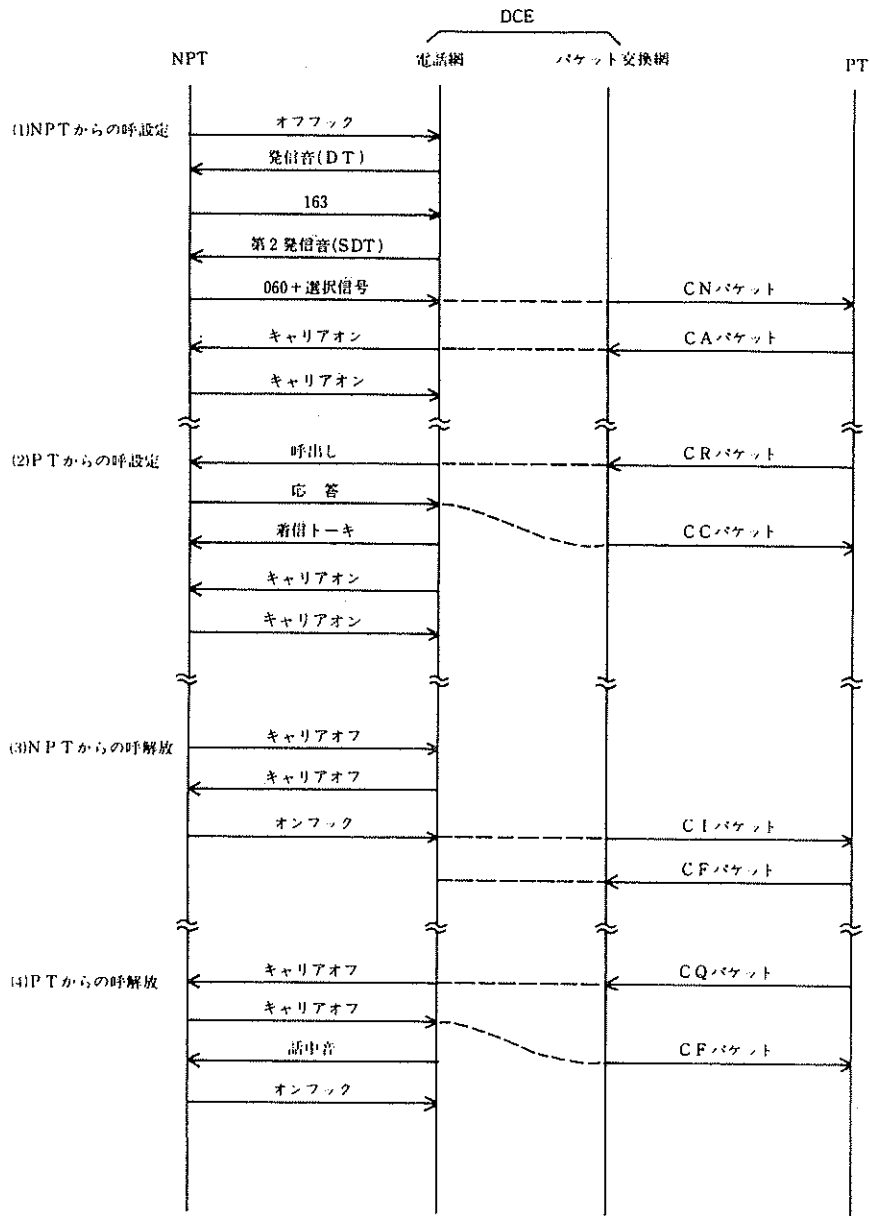 DCE
NPT 電話網 パケット交換網 PT
(1)NPTからの呼設定 オフフック
発信音(DT)
163
第2発信音(SDT)
060+選択信号 CNパケット
キャリアオン CAパケット
キャリアオン
(2)PTからの呼設定 呼出し CRパケット
応 答
着信トーキ CCパケット
キャリアオン
キャリアオン
(3)NPTからの呼解放 キャリアオフ
キャリアオフ
オンフック CIパケット
CFパケット
(4)PTからの呼解放 キャリアオフ CQパケット
キャリアオフ
話中音 CFパケット
オンフック